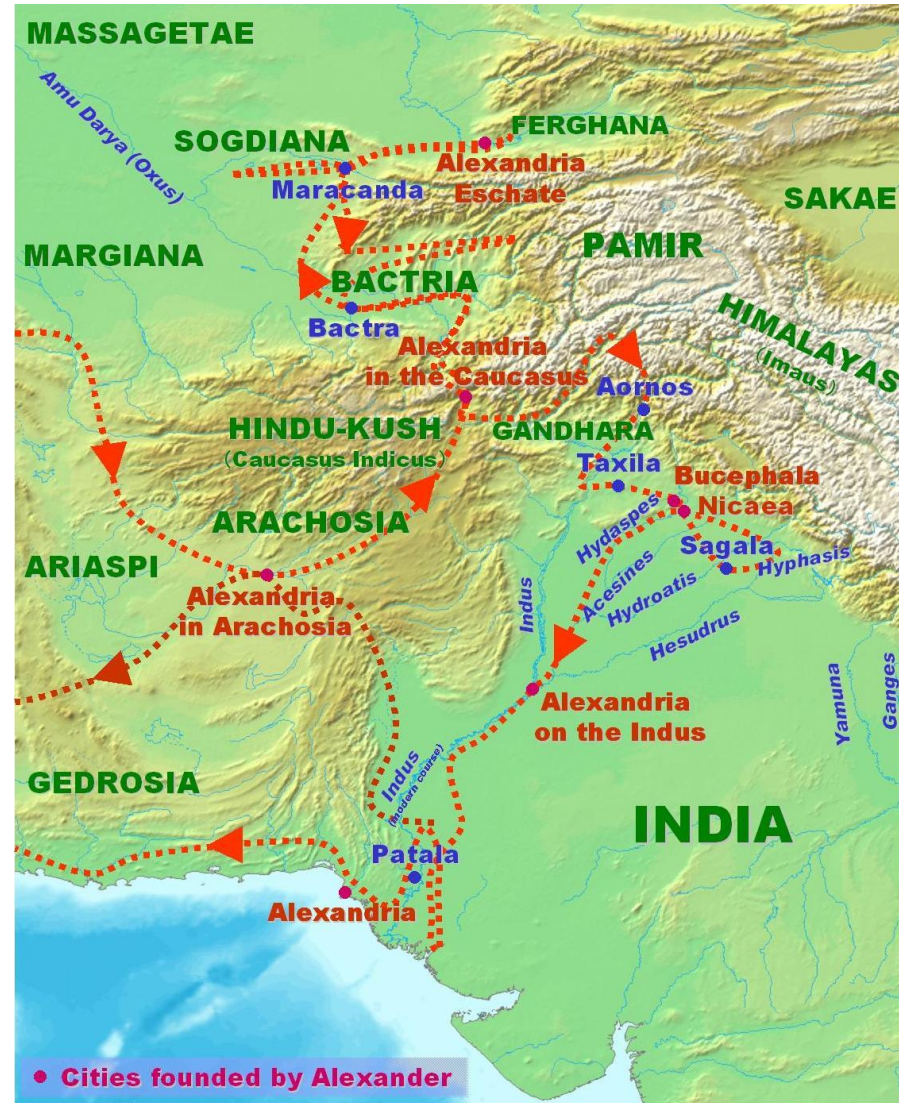 MASSAGETAE
Amu Darya (Oxus)
SOGDIANA
FERGHANA
Alexandria
Eschate
Maracanda
SAKAE
MARGIANA
PAMIR
BACTRIA
Bactra
HIMALAYAS
(Imaus)
Alexandria
in the Caucasus
Aornos
HINDU-KUSH
(Caucasus Indicus)
GANDHARA
Taxila
Bucephala
Nicaea
ARACHOSIA
Hydaspes
Sagala
Hyphasis
ARIASPI
Acesines
Hydroatis
Indus
Alexandria
in Arachosia
Hesudrus
Yamuna
Ganges
Alexandria
on the Indus
GEDROSIA
Indus
(modern course)
INDIA
Patala
Alexandria
Cities founded by Alexander